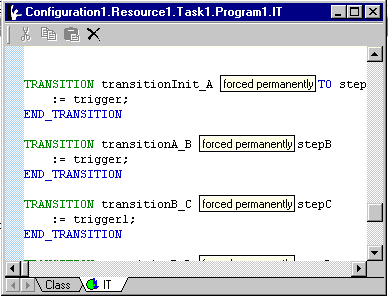 Configuration1.Resource1.Task1.Program1.IT
TRANSITION transitionInit_A forced permanently TO step
:= trigger;
END_TRANSITION
TRANSITION transitionA_B forced permanently stepB
:= trigger;
END_TRANSITION
TRANSITION transitionB_C forced permanently stepC
:= trigger1;
END_TRANSITION
Class IT